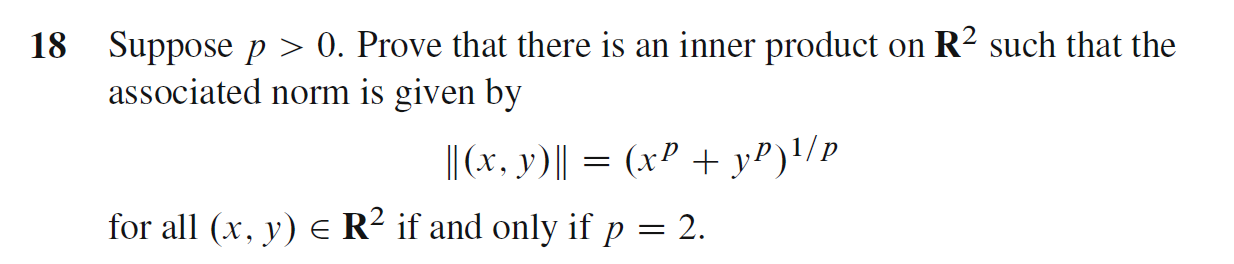 18 Suppose p > 0. Prove that there is an inner product on R² such that the
associated norm is given by
‖(x, y)‖ = (x^p + y^p)^{1/p}
for all (x, y) ∈ R² if and only if p = 2.